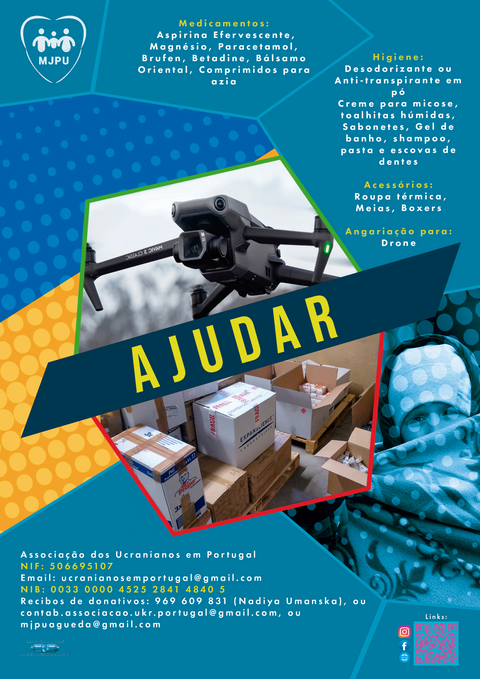 MJPU
Medicamentos:
Aspirina Efervescente,
Magnésio, Paracetamol,
Brufen, Betadine, Bálsamo
Oriental, Comprimidos para
azia
Higiene:
Desodorizante ou
Anti-transpirante em
pó
Creme para micose,
toalhitas húmidas,
Sabonetes, Gel de
banho, shampoo,
pasta e escovas de
dentes
Acessórios:
Roupa térmica,
Meias, Boxers
Angariação para:
Drone
AJUDAR
FRAGILE
Associação dos Ucranianos em Portugal
NIF: 506695107
Email: ucranianosemportugal@gmail.com
NIB: 0033 0000 4525 2841 4840 5
Recibos de donativos: 969 609 831 (Nadiya Umanska), ou
contab.associacao.ukr.portugal@gmail.com, ou
mjpuagueda@gmail.com
Links: